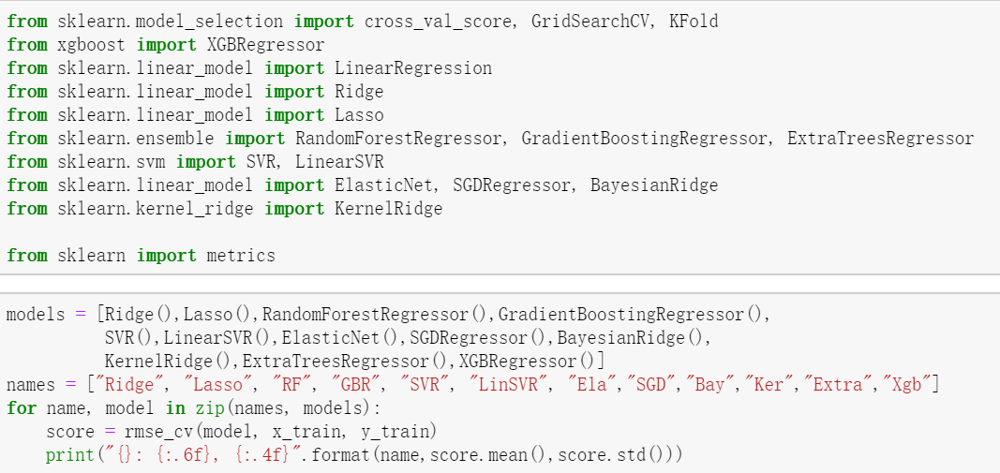 from sklearn.model_selection import cross_val_score, GridSearchCV, KFold
from xgboost import XGBRegressor
from sklearn.linear_model import LinearRegression
from sklearn.linear_model import Ridge
from sklearn.linear_model import Lasso
from sklearn.ensemble import RandomForestRegressor, GradientBoostingRegressor, ExtraTreesRegressor
from sklearn.svm import SVR, LinearSVR
from sklearn.linear_model import ElasticNet, SGDRegressor, BayesianRidge
from sklearn.kernel_ridge import KernelRidge
from sklearn import metrics
models = [Ridge(),Lasso(),RandomForestRegressor(),GradientBoostingRegressor(),
          SVR(),LinearSVR(),ElasticNet(),SGDRegressor(),BayesianRidge(),
          KernelRidge(),ExtraTreesRegressor(),XGBRegressor()]
names = ["Ridge", "Lasso", "RF", "GBR", "SVR", "LinSVR", "Ela","SGD","Bay","Ker","Extra","Xgb"]
for name, model in zip(names, models):
    score = rmse_cv(model, x_train, y_train)
    print("{}: {:.6f}, {:.4f}".format(name,score.mean(),score.std()))